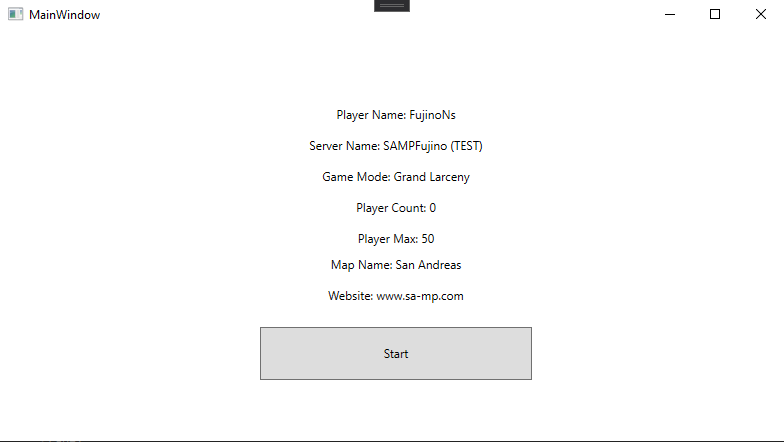 MainWindow
Player Name: FujinoNs
Server Name: SAMPFujino (TEST)
Game Mode: Grand Larceny
Player Count: 0
Player Max: 50
Map Name: San Andreas
Website: www.sa-mp.com
Start